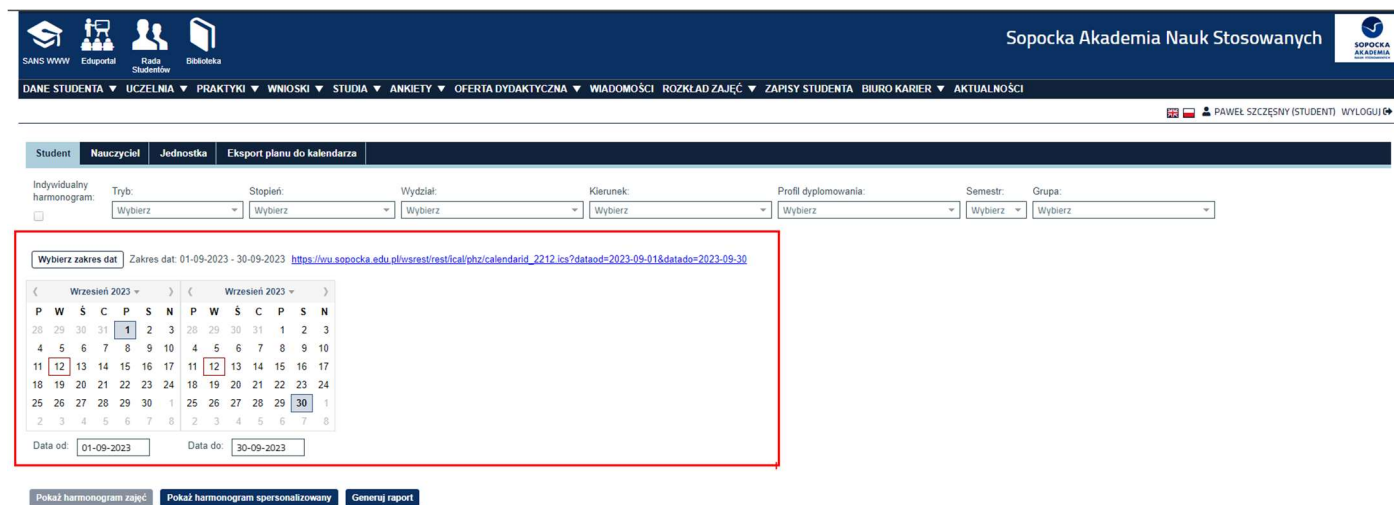 Sopocka Akademia Nauk Stosowanych
SOPOCKA
AKADEMIA
NAUK STOSOWANYCH
SANS WWW Eduportal Rada Studentów Biblioteka
DANE STUDENTA ▼ UCZELNIA ▼ PRAKTYKI ▼ WNIOSKI ▼ STUDIA ▼ ANKIETY ▼ OFERTA DYDAKTYCZNA ▼ WIADOMOŚCI ROZKŁAD ZAJĘĆ ▼ ZAPISY STUDENTA BIURO KARIER ▼ AKTUALNOŚCI
PAWEŁ SZCZĘSNY (STUDENT) WYLOGUJ
Student Nauczyciel Jednostka Eksport planu do kalendarza
Indywidualny harmonogram: Tryb: Stopień: Wydział: Kierunek: Profil dyplomowania: Semestr: Grupa:
Wybierz Wybierz Wybierz Wybierz Wybierz Wybierz Wybierz
Wybierz zakres dat Zakres dat: 01-09-2023 - 30-09-2023 https://wu.sopocka.edu.pl/wsrest/rest/ical/phz/calendarid_2212.ics?dataod=2023-09-01&datado=2023-09-30
Wrzesień 2023 Wrzesień 2023
P W Ś C P S N P W Ś C P S N
28 29 30 31 1 2 3 28 29 30 31 1 2 3
4 5 6 7 8 9 10 4 5 6 7 8 9 10
11 12 13 14 15 16 17 11 12 13 14 15 16 17
18 19 20 21 22 23 24 18 19 20 21 22 23 24
25 26 27 28 29 30 1 25 26 27 28 29 30 1
2 3 4 5 6 7 8 2 3 4 5 6 7 8
Data od: 01-09-2023 Data do: 30-09-2023
Pokaż harmonogram zajęć Pokaż harmonogram spersonalizowany Generuj raport